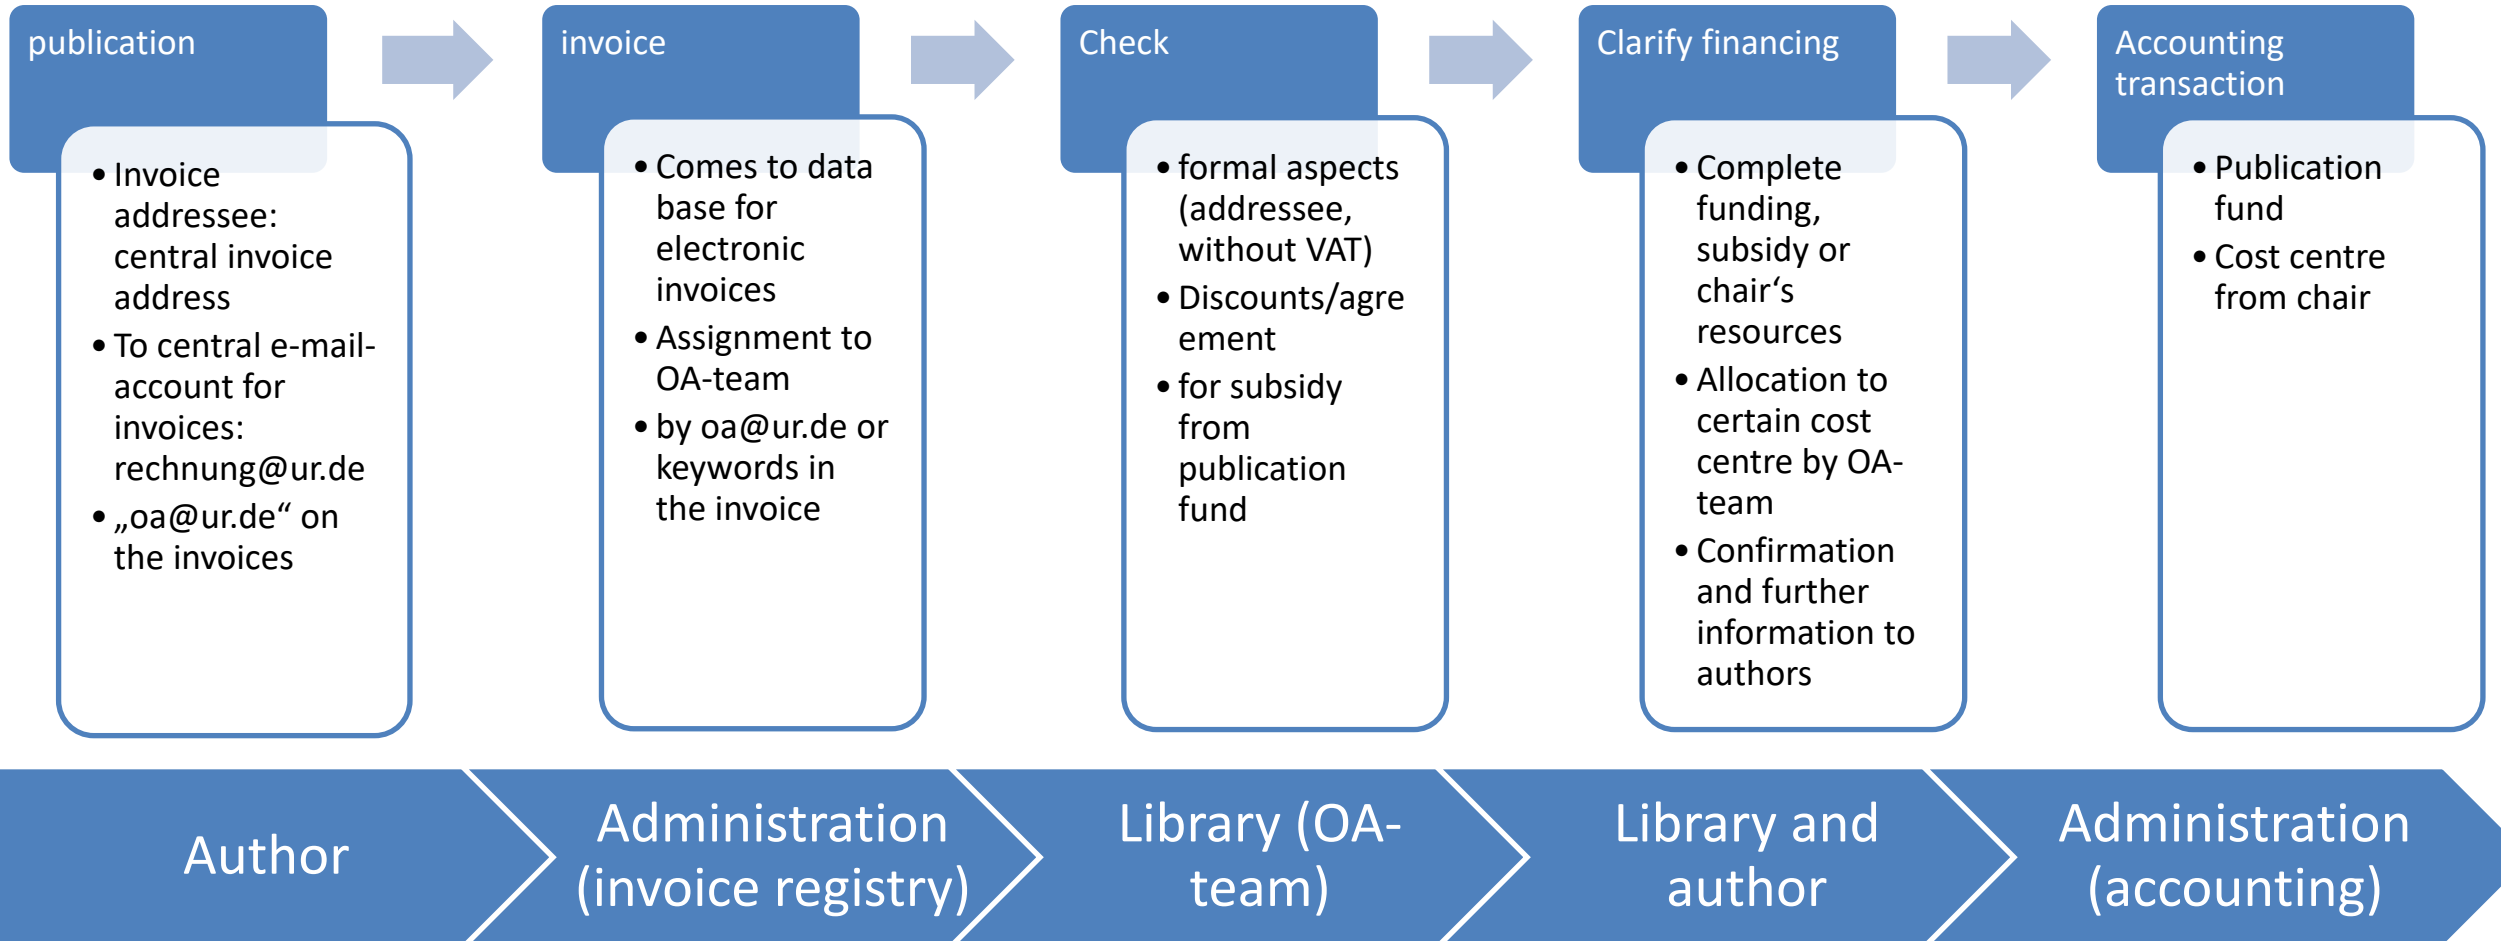 publication
• Invoice
addressee:
central invoice
address
• To central e-mail-
account for
invoices:
rechnung@ur.de
• „oa@ur.de“ on
the invoices
invoice
• Comes to data
base for
electronic
invoices
• Assignment to
OA-team
• by oa@ur.de or
keywords in
the invoice
Check
• formal aspects
(addressee,
without VAT)
• Discounts/agre
ement
• for subsidy
from
publication
fund
Clarify financing
• Complete
funding,
subsidy or
chair‘s
resources
• Allocation to
certain cost
centre by OA-
team
• Confirmation
and further
information to
authors
Accounting
transaction
• Publication
fund
• Cost centre
from chair
Author
Administration
(invoice registry)
Library (OA-
team)
Library and
author
Administration
(accounting)